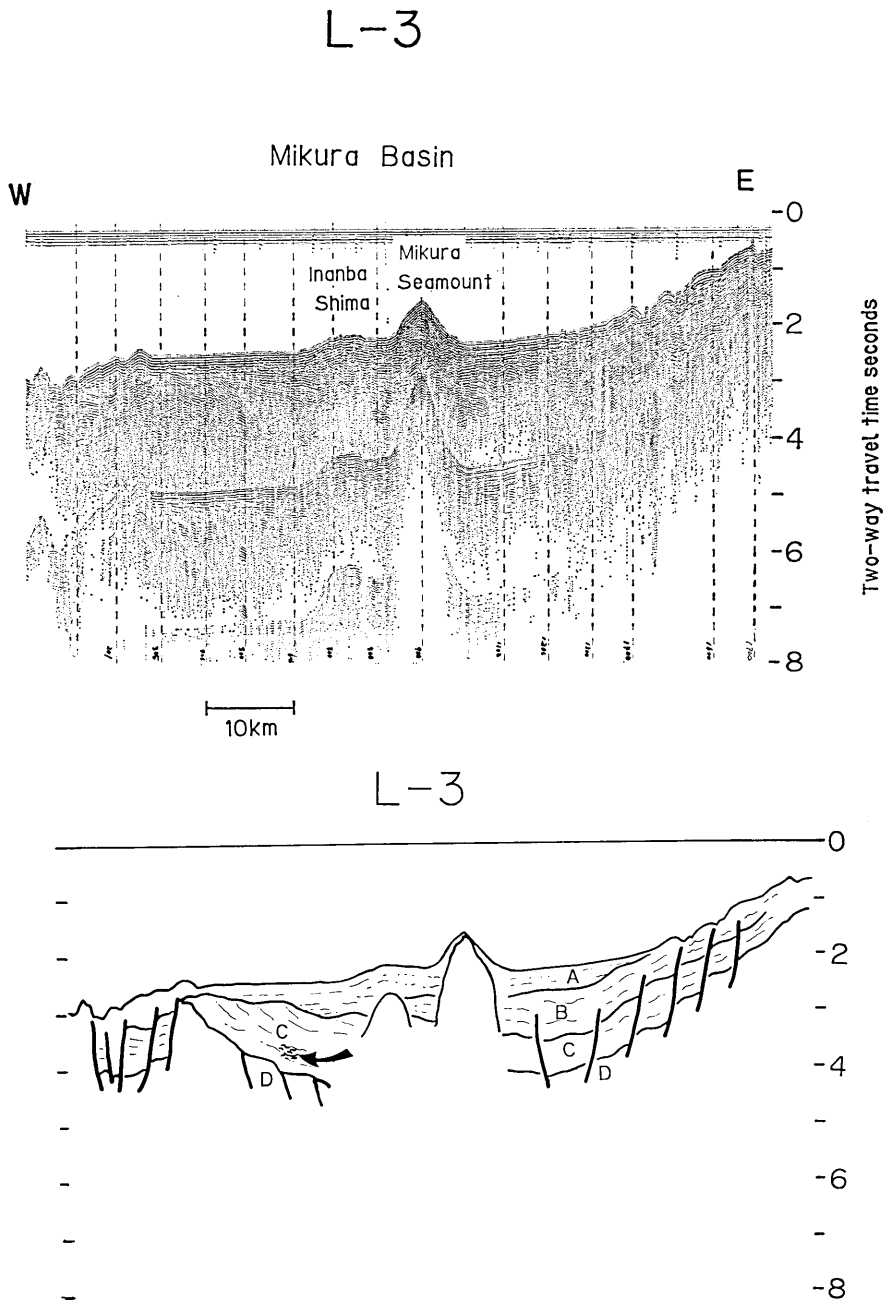 L-3
Mikura Basin
W
E
-0
Inanba
Shima
Mikura
Seamount
-2
-4
-6
-8
Two-way travel time seconds
10km
L-3
-0
-2
-4
-6
-8
A
B
C
D
C
D